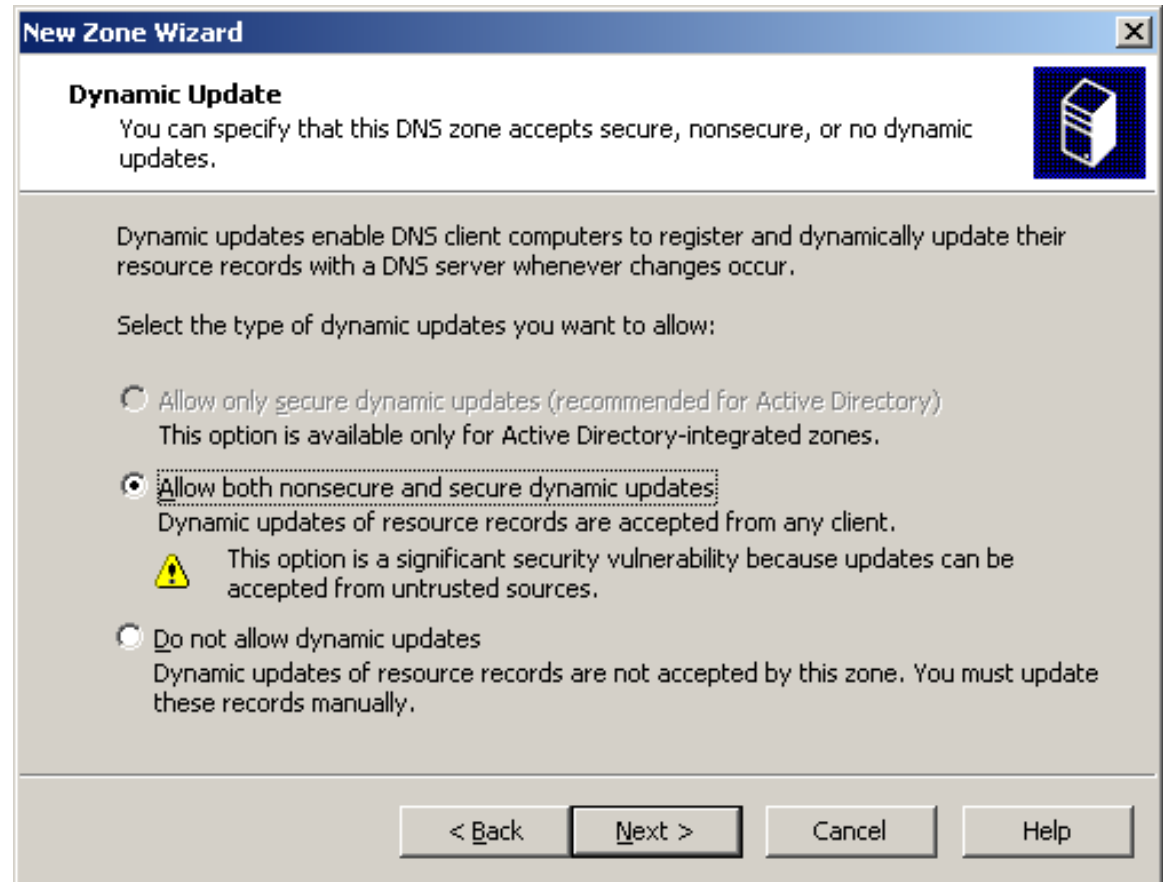 New Zone Wizard
Dynamic Update
You can specify that this DNS zone accepts secure, nonsecure, or no dynamic
updates.
Dynamic updates enable DNS client computers to register and dynamically update their
resource records with a DNS server whenever changes occur.
Select the type of dynamic updates you want to allow:
Allow only secure dynamic updates (recommended for Active Directory)
This option is available only for Active Directory-integrated zones.
Allow both nonsecure and secure dynamic updates
Dynamic updates of resource records are accepted from any client.
This option is a significant security vulnerability because updates can be
accepted from untrusted sources.
Do not allow dynamic updates
Dynamic updates of resource records are not accepted by this zone. You must update
these records manually.
< Back Next > Cancel Help